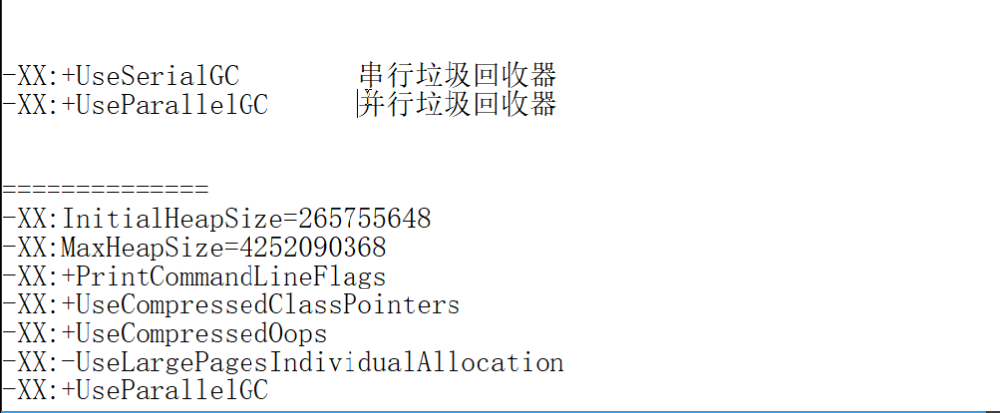 -XX:+UseSerialGC 串行垃圾回收器
-XX:+UseParallelGC 并行垃圾回收器
==============
-XX:InitialHeapSize=265755648
-XX:MaxHeapSize=4252090368
-XX:+PrintCommandLineFlags
-XX:+UseCompressedClassPointers
-XX:+UseCompressedOops
-XX:-UseLargePagesIndividualAllocation
-XX:+UseParallelGC